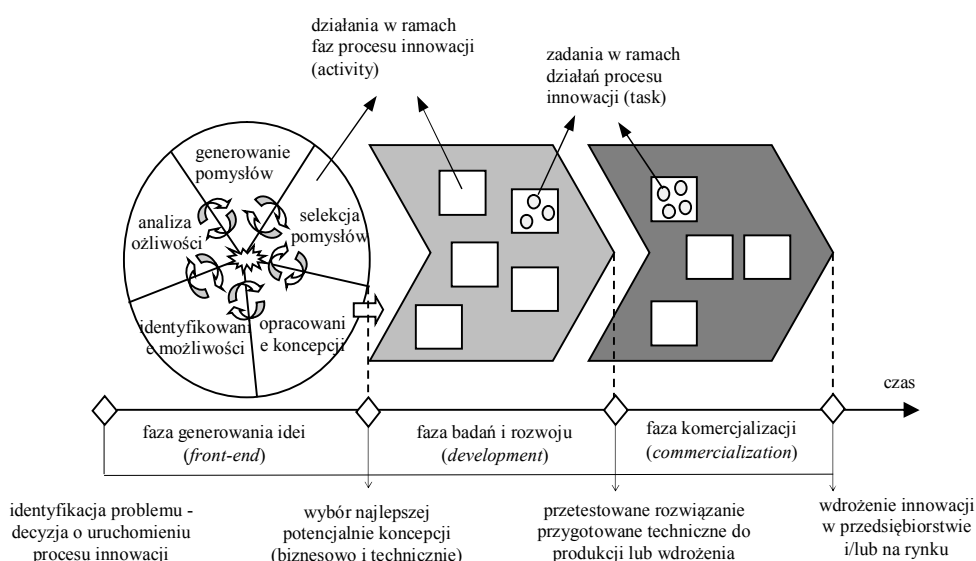 działania w ramach
faz procesu innowacji
(activity)
zadania w ramach
działań procesu
innowacji (task)
generowanie
pomysłów
selekcja
pomysłów
analiza
ożliwości
identyfikowani
e możliwości
opracowani
e koncepcji
czas
faza generowania idei
(front-end)
faza badań i rozwoju
(development)
faza komercjalizacji
(commercialization)
identyfikacja problemu -
decyzja o uruchomieniu
procesu innowacji
wybór najlepszej
potencjalnie koncepcji
(biznesowo i technicznie)
przetestowane rozwiązanie
przygotowane techniczne do
produkcji lub wdrożenia
wdrożenie innowacji
w przedsiębiorstwie
i/lub na rynku